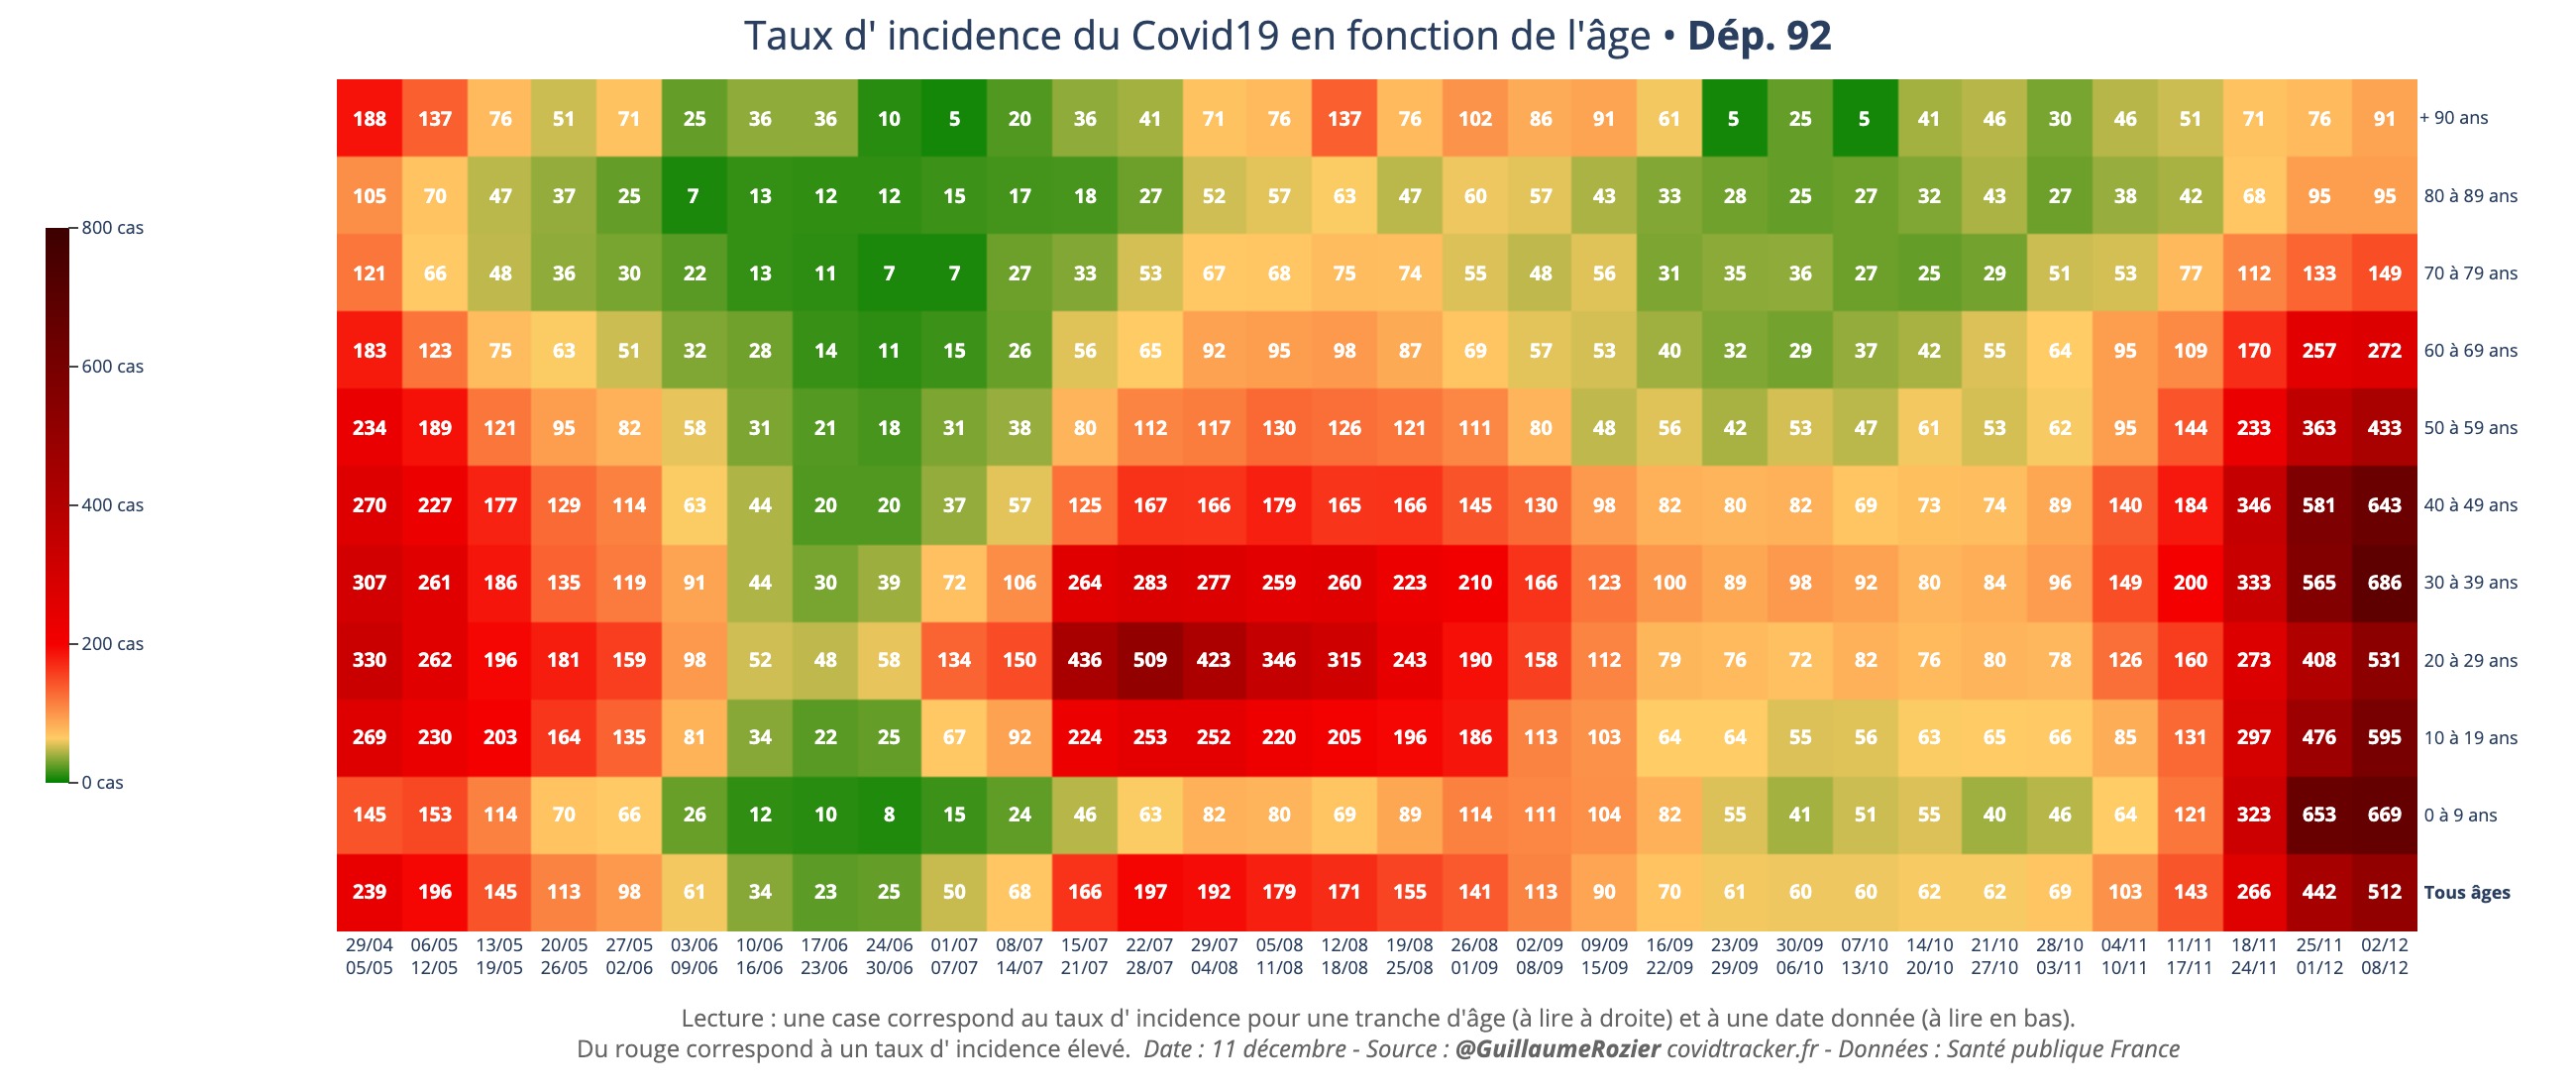 Taux d' incidence du Covid19 en fonction de l'âge • Dép. 92
800 cas
600 cas
400 cas
200 cas
0 cas
188 137 76 51 71 25 36 36 10 5 20 36 41 71 76 137 76 102 86 91 61 5 25 5 41 46 30 46 51 71 76 91 + 90 ans
105 70 47 37 25 7 13 12 12 15 17 18 27 52 57 63 47 60 57 43 33 28 25 27 32 43 27 38 42 68 95 95 80 à 89 ans
121 66 48 36 30 22 13 11 7 7 27 33 53 67 68 75 74 55 48 56 31 35 36 27 25 29 51 53 77 112 133 149 70 à 79 ans
183 123 75 63 51 32 28 14 11 15 26 56 65 92 95 98 87 69 57 53 40 32 29 37 42 55 64 95 109 170 257 272 60 à 69 ans
234 189 121 95 82 58 31 21 18 31 38 80 112 117 130 126 121 111 80 48 56 42 53 47 61 53 62 95 144 233 363 433 50 à 59 ans
270 227 177 129 114 63 44 20 20 37 57 125 167 166 179 165 166 145 130 98 82 80 82 69 73 74 89 140 184 346 581 643 40 à 49 ans
307 261 186 135 119 91 44 30 39 72 106 264 283 277 259 260 223 210 166 123 100 89 98 92 80 84 96 149 200 333 565 686 30 à 39 ans
330 262 196 181 159 98 52 48 58 134 150 436 509 423 346 315 243 190 158 112 79 76 72 82 76 80 78 126 160 273 408 531 20 à 29 ans
269 230 203 164 135 81 34 22 25 67 92 224 253 252 220 205 196 186 113 103 64 64 55 56 63 65 66 85 131 297 476 595 10 à 19 ans
145 153 114 70 66 26 12 10 8 15 24 46 63 82 80 69 89 114 111 104 82 55 41 51 55 40 46 64 121 323 653 669 0 à 9 ans
239 196 145 113 98 61 34 23 25 50 68 166 197 192 179 171 155 141 113 90 70 61 60 60 62 62 69 103 143 266 442 512 Tous âges
29/04 06/05 13/05 20/05 27/05 03/06 10/06 17/06 24/06 01/07 08/07 15/07 22/07 29/07 05/08 12/08 19/08 26/08 02/09 09/09 16/09 23/09 30/09 07/10 14/10 21/10 28/10 04/11 11/11 18/11 25/11 02/12
05/05 12/05 19/05 26/05 02/06 09/06 16/06 23/06 30/06 07/07 14/07 21/07 28/07 04/08 11/08 18/08 25/08 01/09 08/09 15/09 22/09 29/09 06/10 13/10 20/10 27/10 03/11 10/11 17/11 24/11 01/12 08/12
Lecture : une case correspond au taux d' incidence pour une tranche d'âge (à lire à droite) et à une date donnée (à lire en bas).
Du rouge correspond à un taux d' incidence élevé. Date : 11 décembre - Source : @GuillaumeRozier covidtracker.fr - Données : Santé publique France